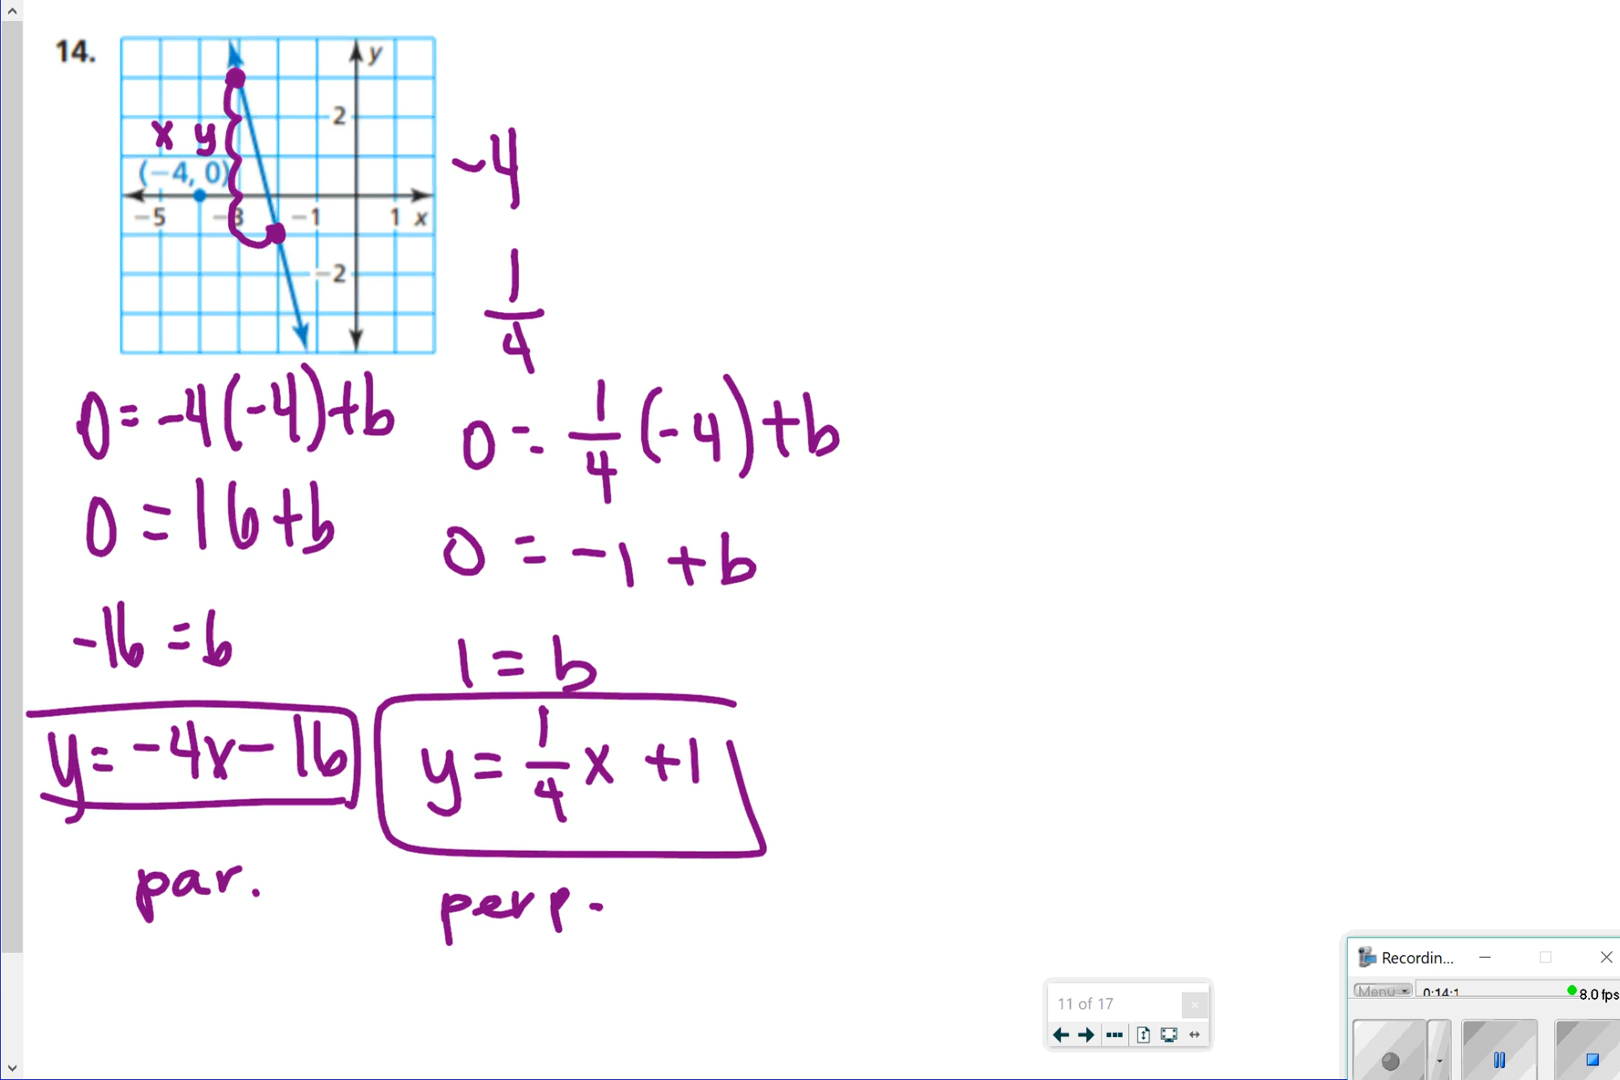 14.
y
2
x y
(-4, 0)
-5 -3 -1 1 x
-2
-4
1/4
0 = -4(-4)+b
0 = 16+b
-16 = b
y = -4x - 16
par.
0 = 1/4 (-4) + b
0 = -1 + b
1 = b
y = 1/4 x + 1
perp.
11 of 17
Recordin...
Menu 0:14:1 8.0 fps